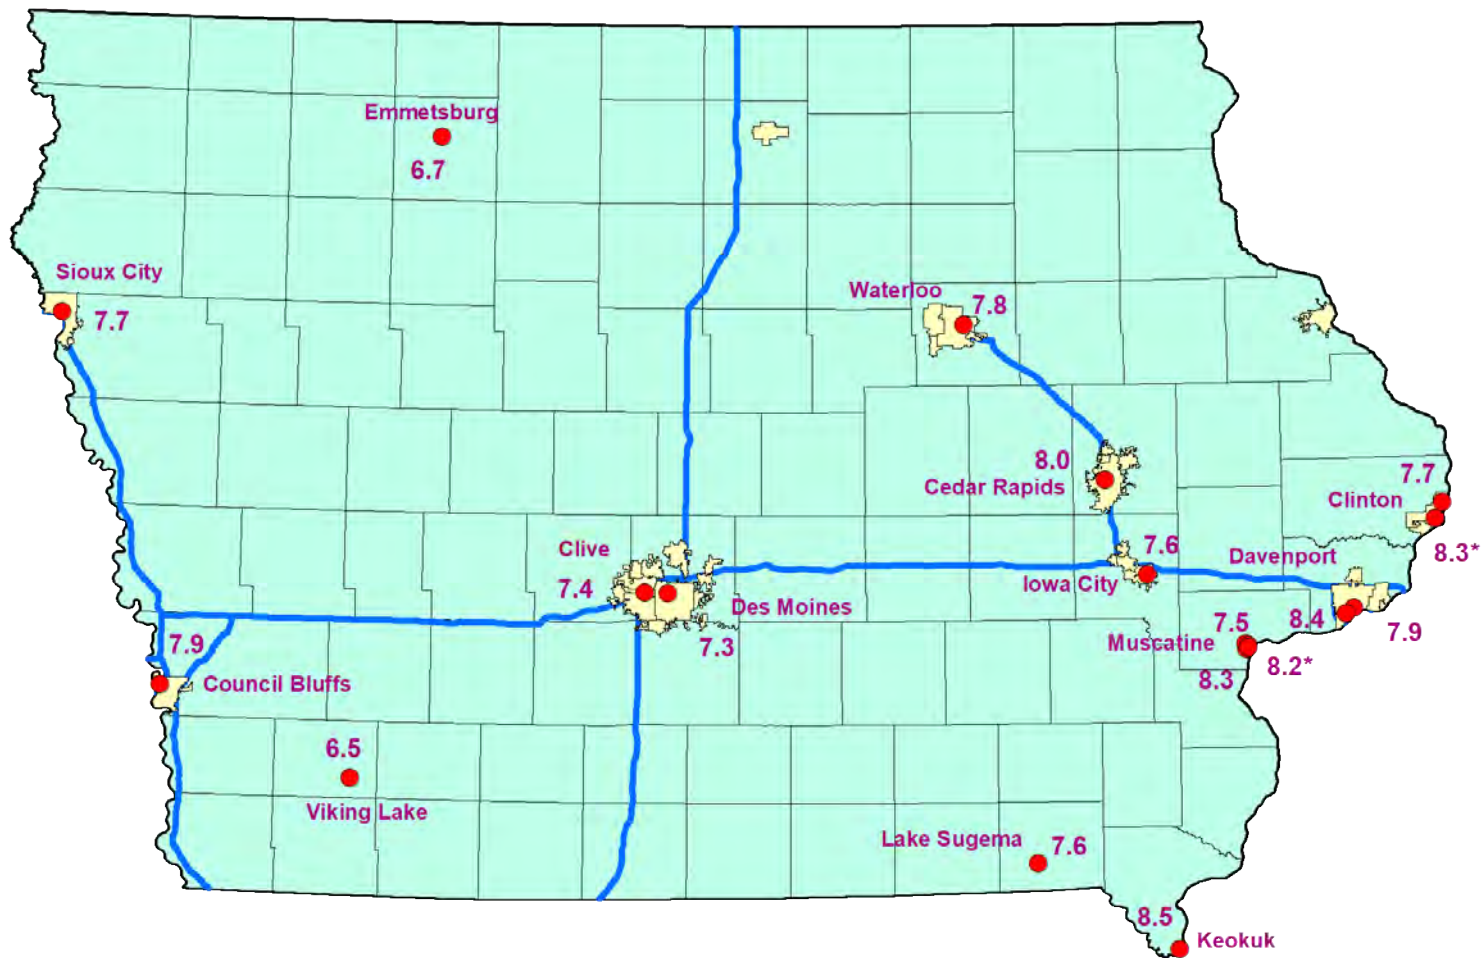 Emmetsburg
6.7
Sioux City
7.7
Waterloo
7.8
8.0
Cedar Rapids
7.7
Clinton
8.3*
Clive
7.4
Des Moines
7.3
7.6
Iowa City
Davenport
8.4
7.9
7.5
Muscatine
8.2*
8.3
7.9
Council Bluffs
6.5
Viking Lake
Lake Sugema
7.6
8.5
Keokuk